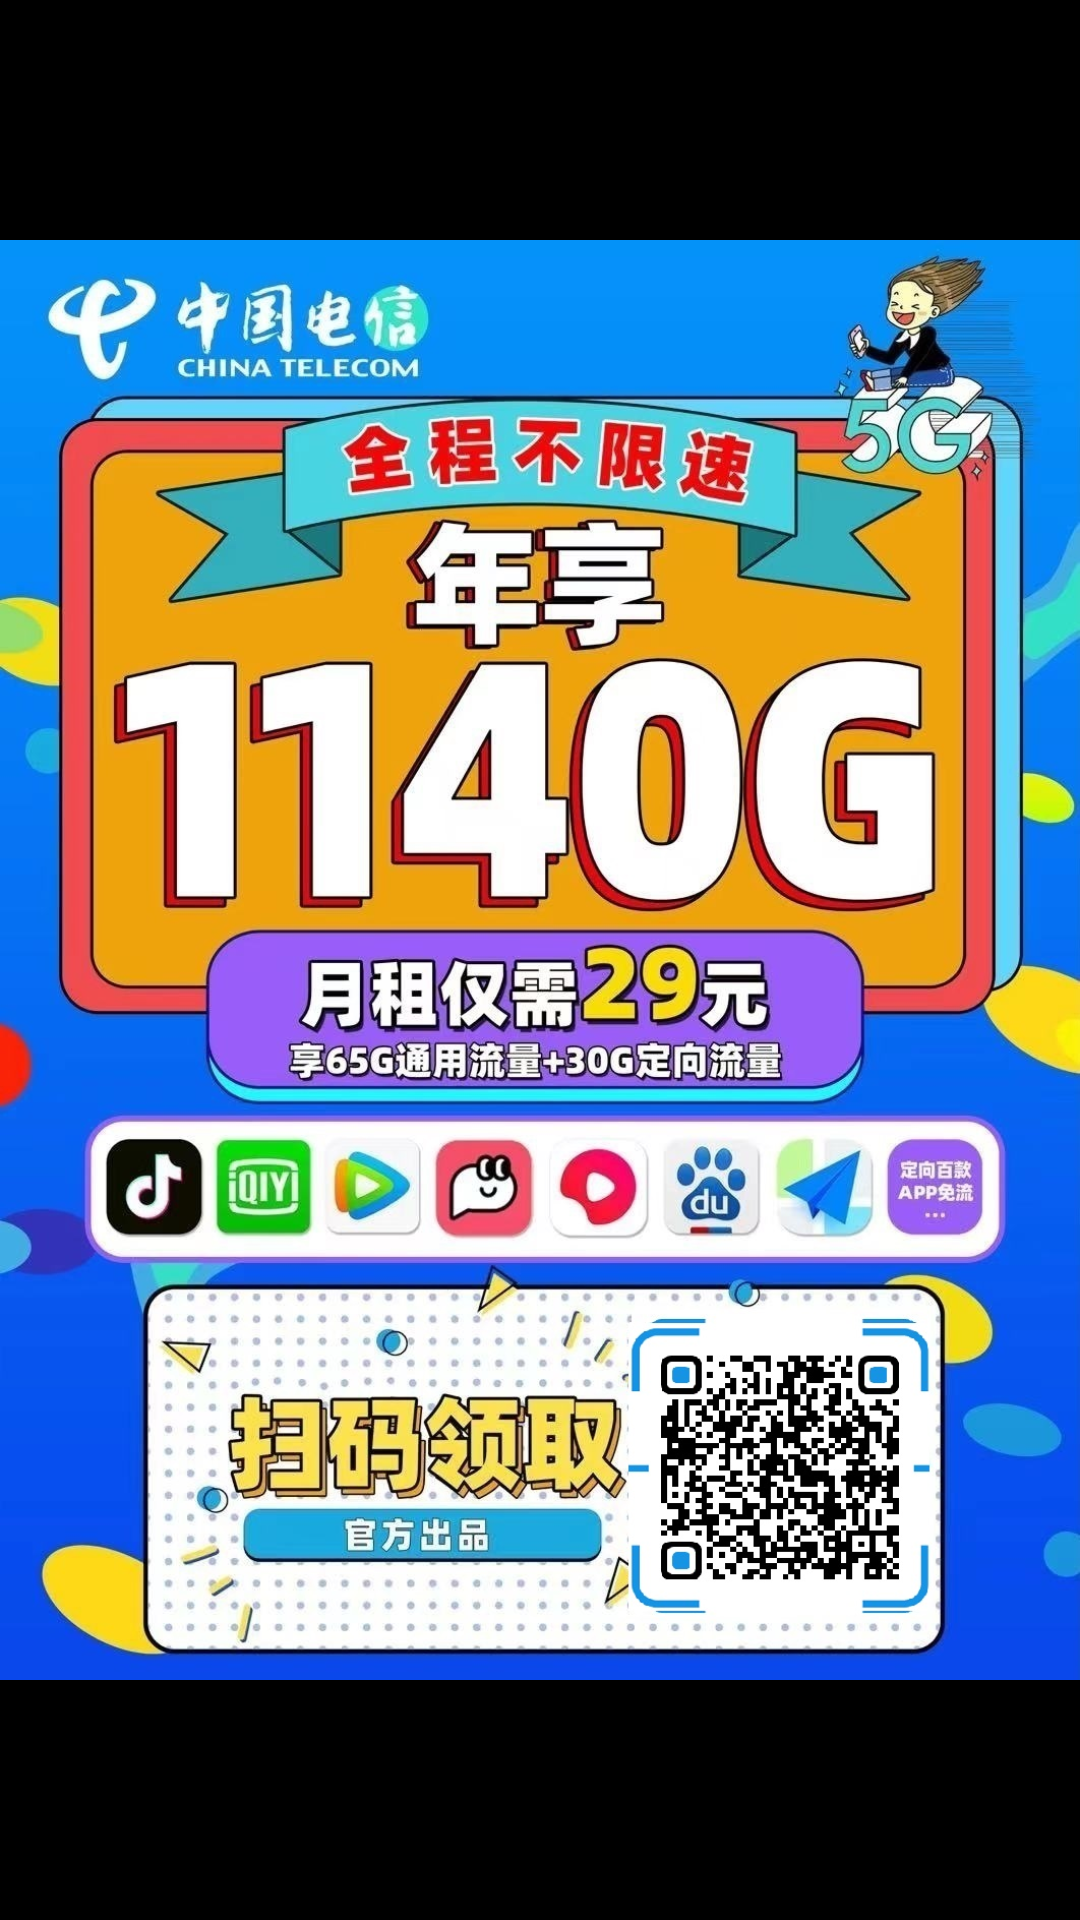 中国电信
CHINA TELECOM
5G
全程不限速
年享
1140G
月租仅需29元
享65G通用流量+30G定向流量
iQIYI
du
定向百款
APP免流
...
扫码领取
官方出品